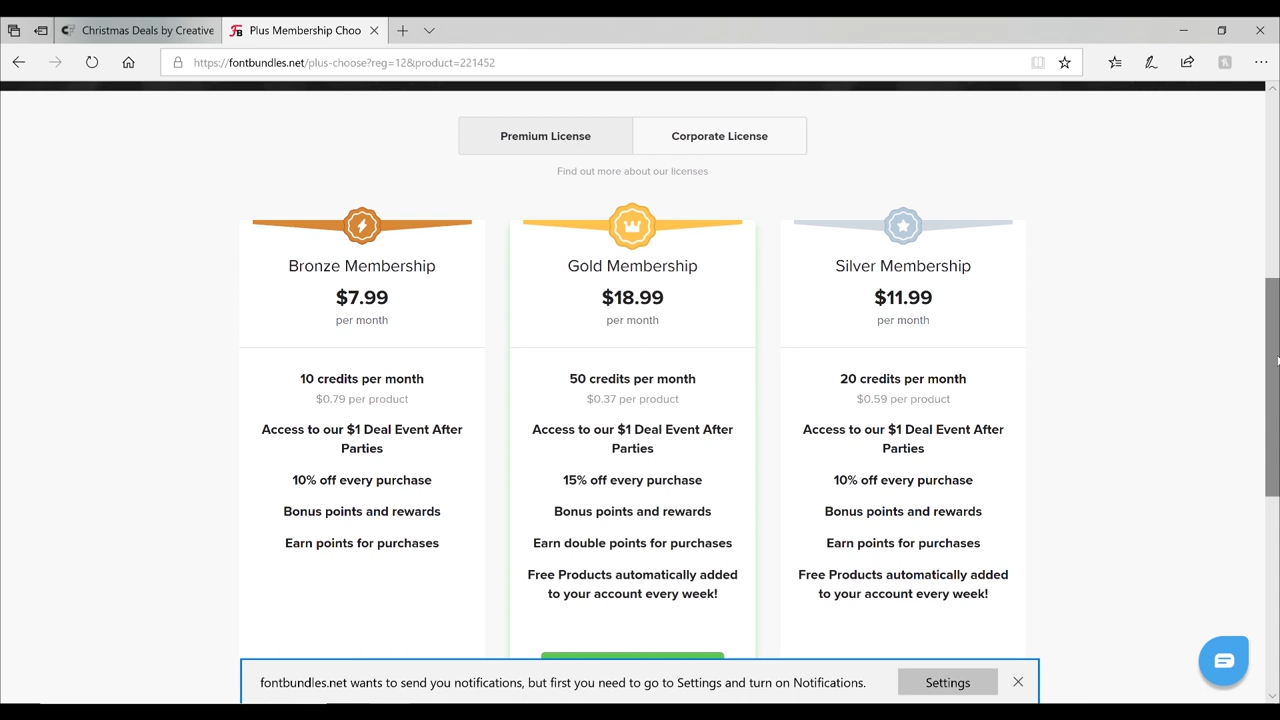 Christmas Deals by Creative
Plus Membership Choo
https://fontbundles.net/plus-choose?reg=12&product=221452
Premium License
Corporate License
Find out more about our licenses
Bronze Membership
$7.99
per month
10 credits per month
$0.79 per product
Access to our $1 Deal Event After
Parties
10% off every purchase
Bonus points and rewards
Earn points for purchases
Gold Membership
$18.99
per month
50 credits per month
$0.37 per product
Access to our $1 Deal Event After
Parties
15% off every purchase
Bonus points and rewards
Earn double points for purchases
Free Products automatically added
to your account every week!
Silver Membership
$11.99
per month
20 credits per month
$0.59 per product
Access to our $1 Deal Event After
Parties
10% off every purchase
Bonus points and rewards
Earn points for purchases
Free Products automatically added
to your account every week!
fontbundles.net wants to send you notifications, but first you need to go to Settings and turn on Notifications.
Settings